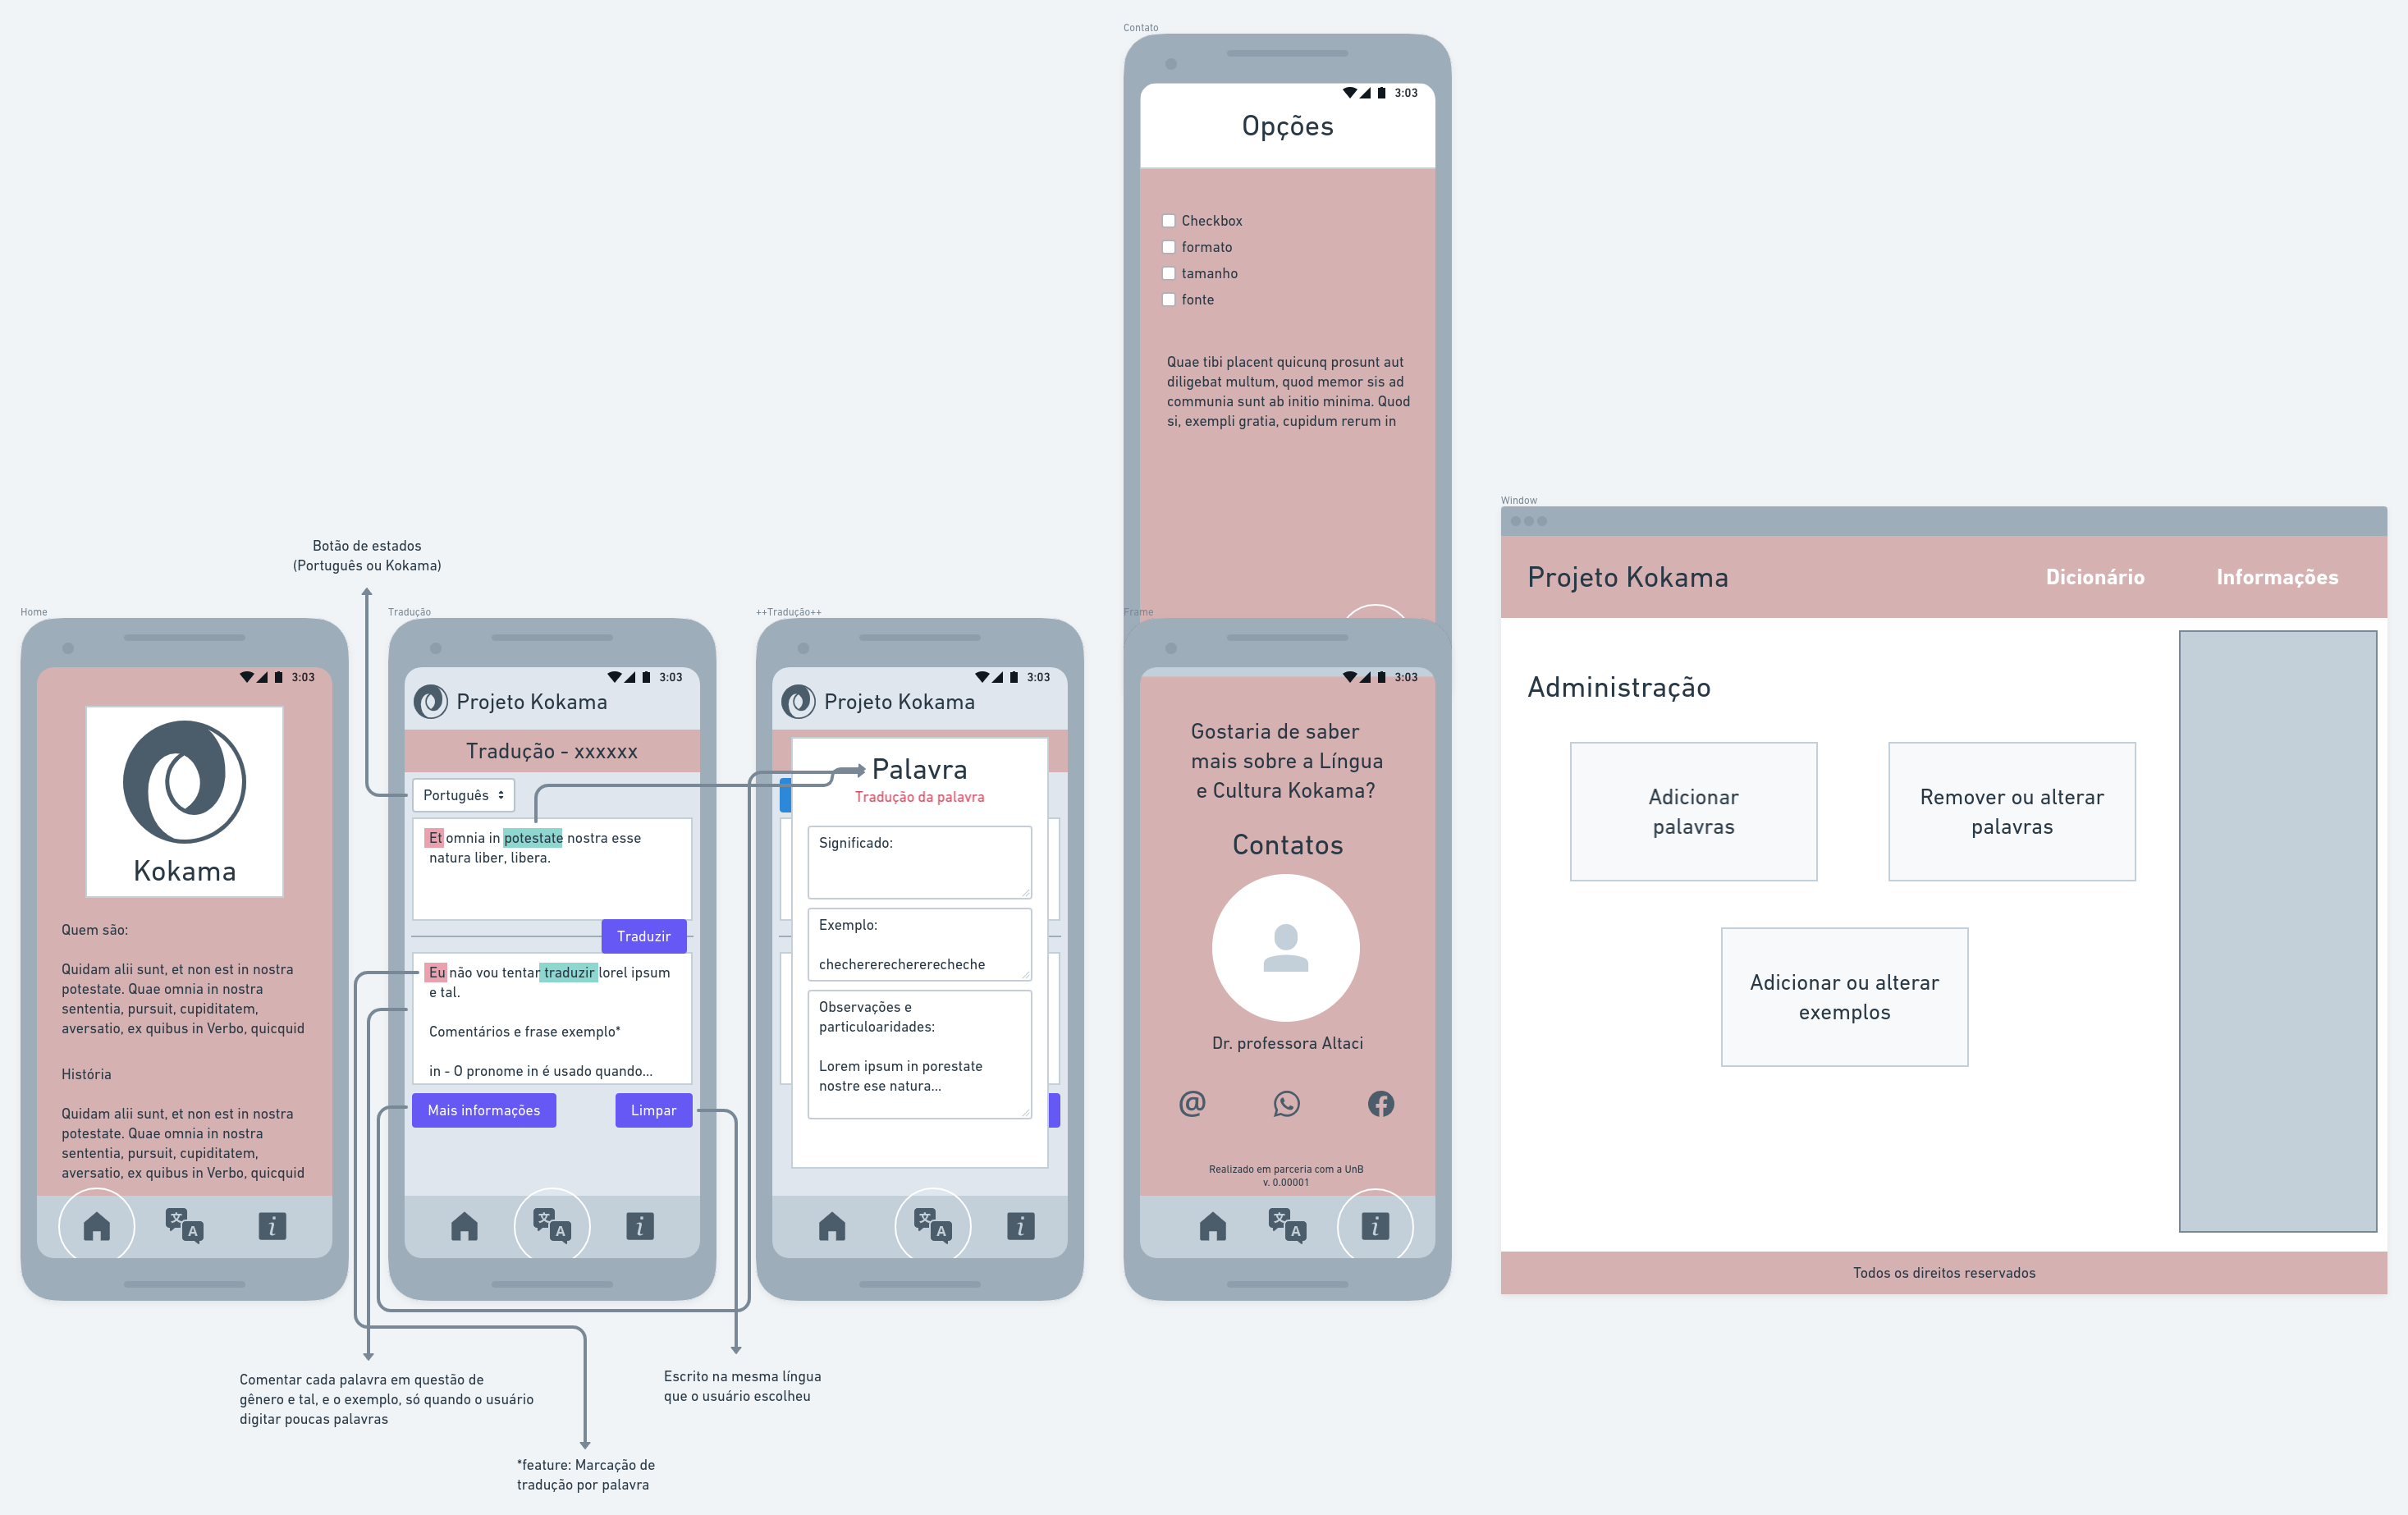 Contato
3:03
Opções
Checkbox
formato
tamanho
fonte
Quae tibi placent quicunq prosunt aut
diligebat multum, quod memor sis ad
communia sunt ab initio minima. Quod
si, exempli gratia, cupidum rerum in
Botão de estados
(Português ou Kokama)
Home
3:03
Kokama
Quem são:
Quidam alii sunt, et non est in nostra
potestate. Quae omnia in nostra
sententia, pursuit, cupiditatem,
aversatio, ex quibus in Verbo, quicquid
História
Quidam alii sunt, et non est in nostra
potestate. Quae omnia in nostra
sententia, pursuit, cupiditatem,
aversatio, ex quibus in Verbo, quicquid
Tradução
3:03
Projeto Kokama
Tradução - xxxxxx
Português
Et omnia in potestate nostra esse
natura liber, libera.
Traduzir
Eu não vou tentar traduzir lorel ipsum
e tal.
Comentários e frase exemplo*
in - O pronome in é usado quando...
Mais informações
Limpar
++Tradução++
3:03
Projeto Kokama
Palavra
Tradução da palavra
Significado:
Exemplo:
chechererechererecheche
Observações e
particuloaridades:
Lorem ipsum in porestate
nostre ese natura...
Frame
3:03
Gostaria de saber
mais sobre a Língua
e Cultura Kokama?
Contatos
Dr. professora Altaci
Realizado em parceria com a UnB
v. 0.00001
Window
Projeto Kokama
Dicionário
Informações
Administração
Adicionar
palavras
Remover ou alterar
palavras
Adicionar ou alterar
exemplos
Todos os direitos reservados
Comentar cada palavra em questão de
gênero e tal, e o exemplo, só quando o usuário
digitar poucas palavras
Escrito na mesma língua
que o usuário escolheu
*feature: Marcação de
tradução por palavra